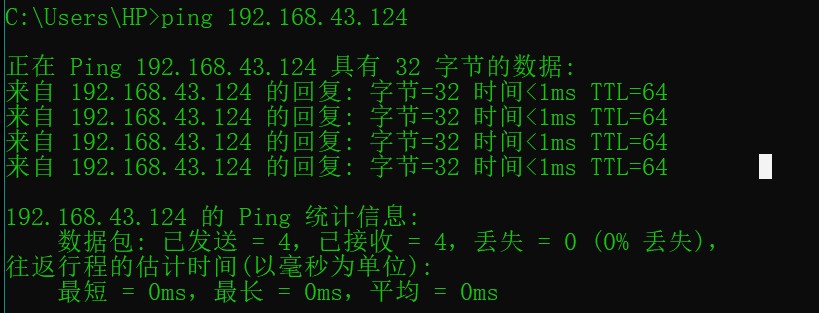 C:\Users\HP>ping 192.168.43.124
正在 Ping 192.168.43.124 具有 32 字节的数据:
来自 192.168.43.124 的回复: 字节=32 时间<1ms TTL=64
来自 192.168.43.124 的回复: 字节=32 时间<1ms TTL=64
来自 192.168.43.124 的回复: 字节=32 时间<1ms TTL=64
来自 192.168.43.124 的回复: 字节=32 时间<1ms TTL=64
192.168.43.124 的 Ping 统计信息:
    数据包: 已发送 = 4，已接收 = 4，丢失 = 0 (0% 丢失)，
往返行程的估计时间(以毫秒为单位):
    最短 = 0ms，最长 = 0ms，平均 = 0ms